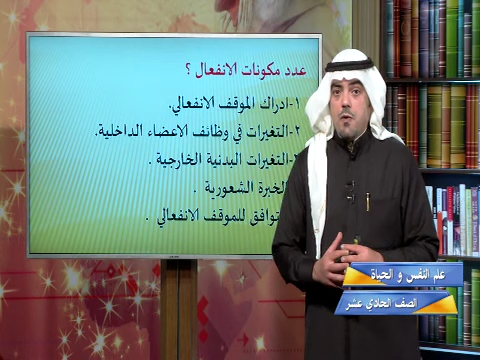 عدد مكونات الانفعال ؟
١-ادراك الموقف الانفعالي.
٢-التغيرات في وظائف الاعضاء الداخلية.
التغيرات البدنية الخارجية .
الخبرة الشعورية .
توافق للموقف الانفعالي .
علم النفس و الحياة
الصف الحادي عشر